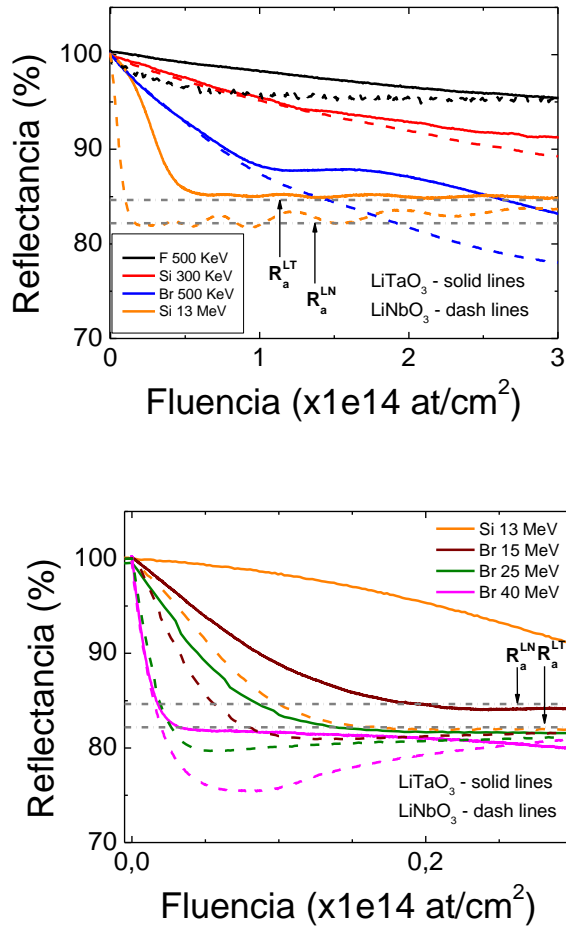 100
95
90
85
80
75
70
Reflectancia (%)
F 500 KeV
Si 300 KeV
Br 500 KeV
Si 13 MeV
R_a^LT
R_a^LN
LiTaO₃ - solid lines
LiNbO₃ - dash lines
0 1 2 3
Fluencia (x1e14 at/cm²)
100
90
80
70
Reflectancia (%)
Si 13 MeV
Br 15 MeV
Br 25 MeV
Br 40 MeV
R_a^LN R_a^LT
LiTaO₃ - solid lines
LiNbO₃ - dash lines
0,0 0,2
Fluencia (x1e14 at/cm²)